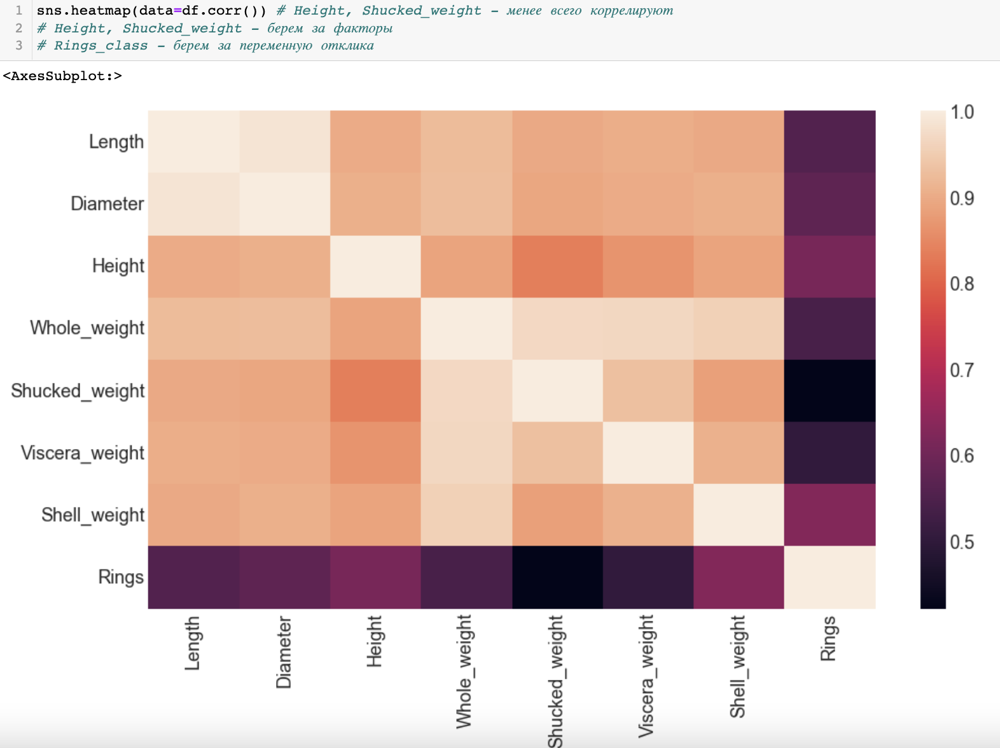 1 sns.heatmap(data=df.corr()) # Height, Shucked_weight - менее всего коррелируют
2 # Height, Shucked_weight - берем за факторы
3 # Rings_class - берем за переменную отклика
<AxesSubplot:>
Length
Diameter
Height
Whole_weight
Shucked_weight
Viscera_weight
Shell_weight
Rings
Length
Diameter
Height
Whole_weight
Shucked_weight
Viscera_weight
Shell_weight
Rings
1.0
0.9
0.8
0.7
0.6
0.5